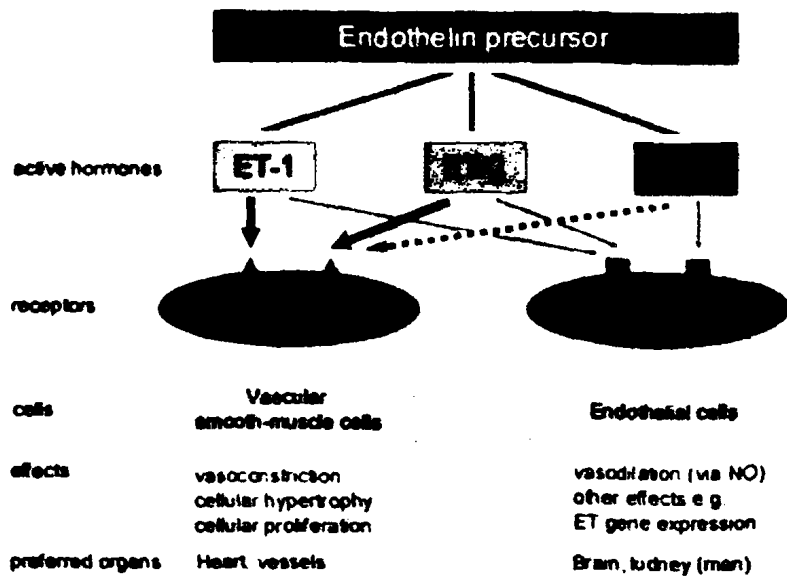 Endothelin precursor
active hormones
ET-1
receptors
cells
Vascular
smooth-muscle cells
Endothelial cells
effects
vasoconstriction
cellular hypertrophy
cellular proliferation
vasodilation (via NO)
other effects e.g.
ET gene expression
preferred organs
Heart, vessels
Brain, kidney (man)